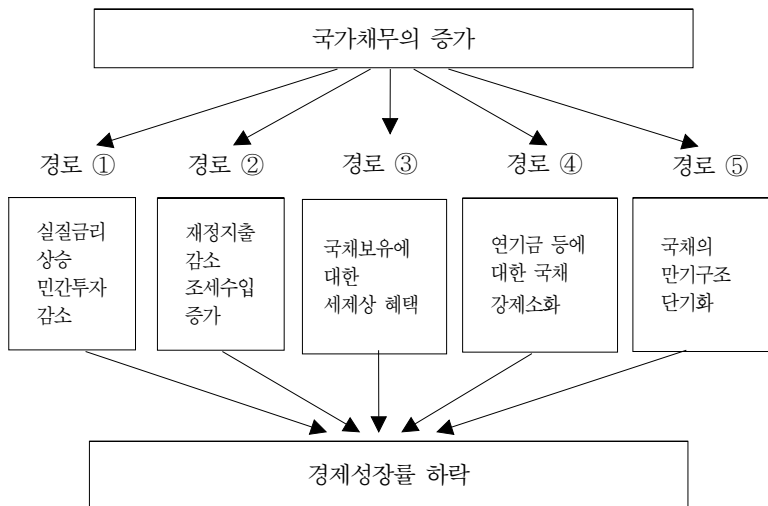 국가채무의 증가
경로 ①
경로 ②
경로 ③
경로 ④
경로 ⑤
실질금리
상승
민간투자
감소
재정지출
감소
조세수입
증가
국채보유에
대한
세제상 혜택
연기금 등에
대한 국채
강제소화
국채의
만기구조
단기화
경제성장률 하락